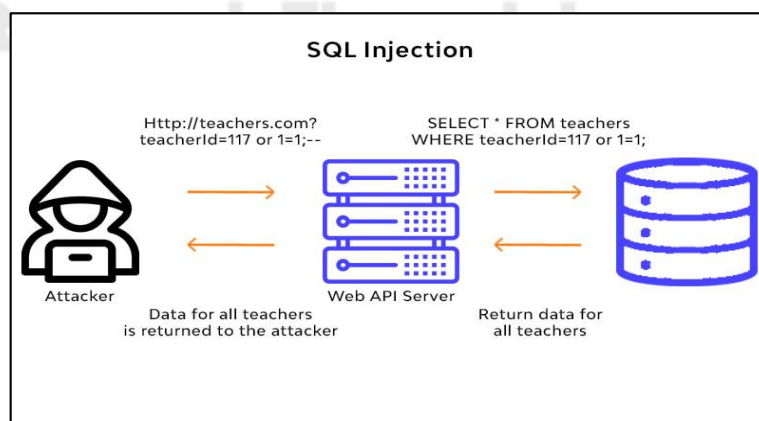 SQL Injection
Http://teachers.com?
teacherId=117 or 1=1;--
SELECT * FROM teachers
WHERE teacherId=117 or 1=1;
Attacker
Web API Server
Data for all teachers
is returned to the attacker
Return data for
all teachers